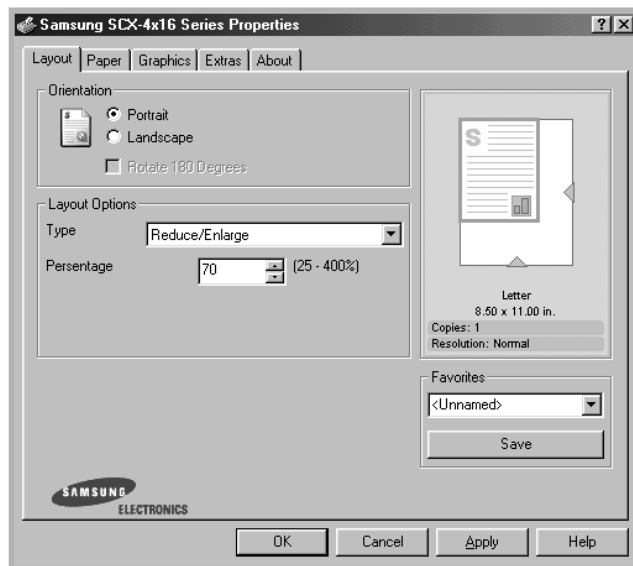 Samsung SCX-4x16 Series Properties
Layout Paper Graphics Extras About
Orientation
Portrait
Landscape
Rotate 180 Degrees
Layout Options
Type Reduce/Enlarge
Persentage 70 (25 - 400%)
S
S
Letter
8.50 x 11.00 in.
Copies: 1
Resolution: Normal
Favorites
<Unnamed>
Save
SAMSUNG
ELECTRONICS
OK Cancel Apply Help